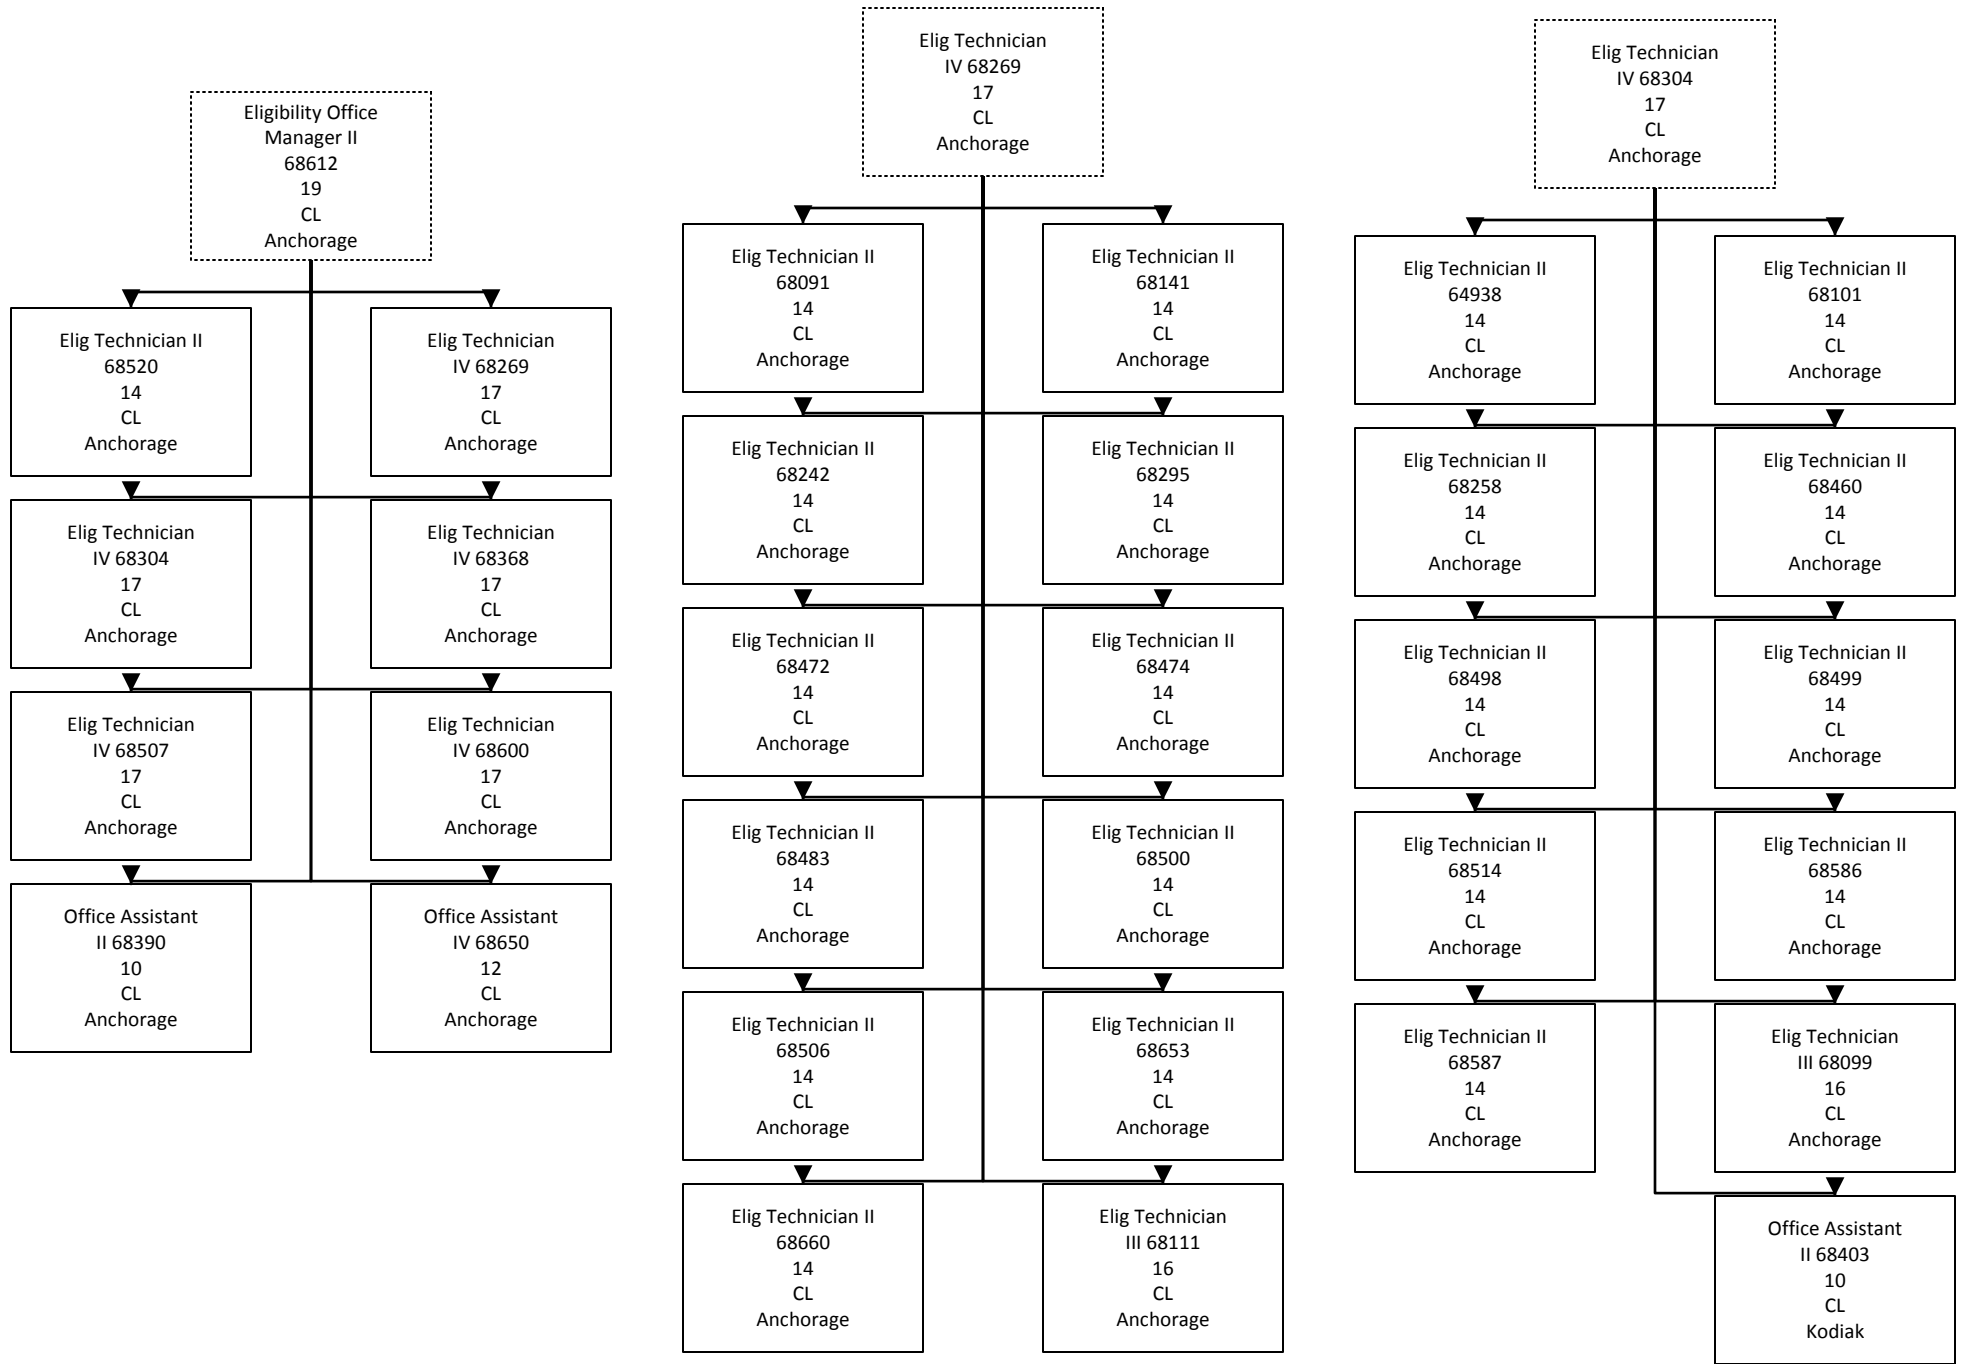 Eligibility Office
Manager II
68612
19
CL
Anchorage
Elig Technician II
68520
14
CL
Anchorage
Elig Technician
IV 68269
17
CL
Anchorage
Elig Technician
IV 68304
17
CL
Anchorage
Elig Technician
IV 68368
17
CL
Anchorage
Elig Technician
IV 68507
17
CL
Anchorage
Elig Technician
IV 68600
17
CL
Anchorage
Office Assistant
II 68390
10
CL
Anchorage
Office Assistant
IV 68650
12
CL
Anchorage
Elig Technician
IV 68269
17
CL
Anchorage
Elig Technician II
68091
14
CL
Anchorage
Elig Technician II
68141
14
CL
Anchorage
Elig Technician II
68242
14
CL
Anchorage
Elig Technician II
68295
14
CL
Anchorage
Elig Technician II
68472
14
CL
Anchorage
Elig Technician II
68474
14
CL
Anchorage
Elig Technician II
68483
14
CL
Anchorage
Elig Technician II
68500
14
CL
Anchorage
Elig Technician II
68506
14
CL
Anchorage
Elig Technician II
68653
14
CL
Anchorage
Elig Technician II
68660
14
CL
Anchorage
Elig Technician
III 68111
16
CL
Anchorage
Elig Technician
IV 68304
17
CL
Anchorage
Elig Technician II
64938
14
CL
Anchorage
Elig Technician II
68101
14
CL
Anchorage
Elig Technician II
68258
14
CL
Anchorage
Elig Technician II
68460
14
CL
Anchorage
Elig Technician II
68498
14
CL
Anchorage
Elig Technician II
68499
14
CL
Anchorage
Elig Technician II
68514
14
CL
Anchorage
Elig Technician II
68586
14
CL
Anchorage
Elig Technician II
68587
14
CL
Anchorage
Elig Technician
III 68099
16
CL
Anchorage
Office Assistant
II 68403
10
CL
Kodiak